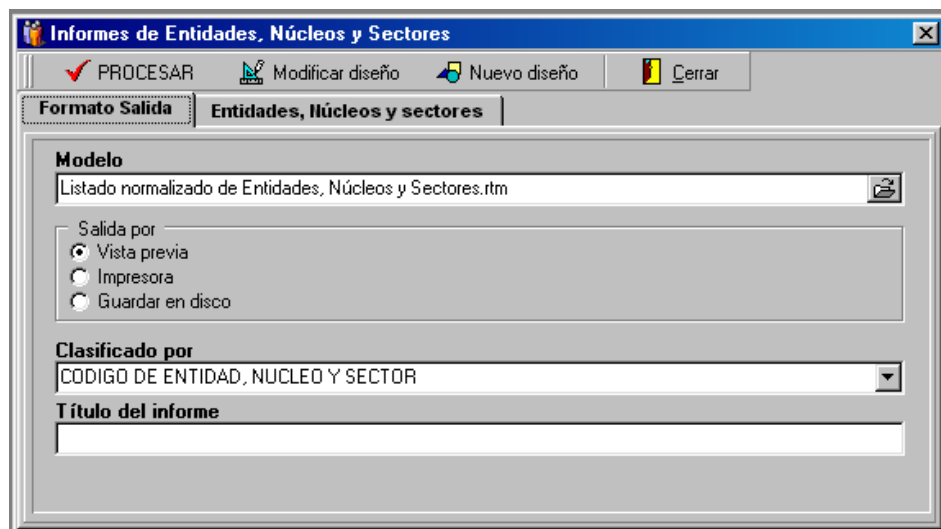 Informes de Entidades, Núcleos y Sectores
PROCESAR Modificar diseño Nuevo diseño Cerrar
Formato Salida Entidades, Núcleos y sectores
Modelo
Listado normalizado de Entidades, Núcleos y Sectores.rtm
Salida por
Vista previa
Impresora
Guardar en disco
Clasificado por
CODIGO DE ENTIDAD, NUCLEO Y SECTOR
Título del informe